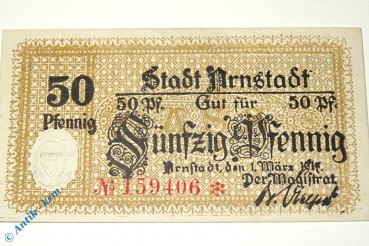 Stadt Arnstadt
50 Pfennig
50 Pf. Gut für 50 Pf.
Fünfzig Pfennig
Arnstadt, den 1. März
Der Magistrat
№ 159406 *